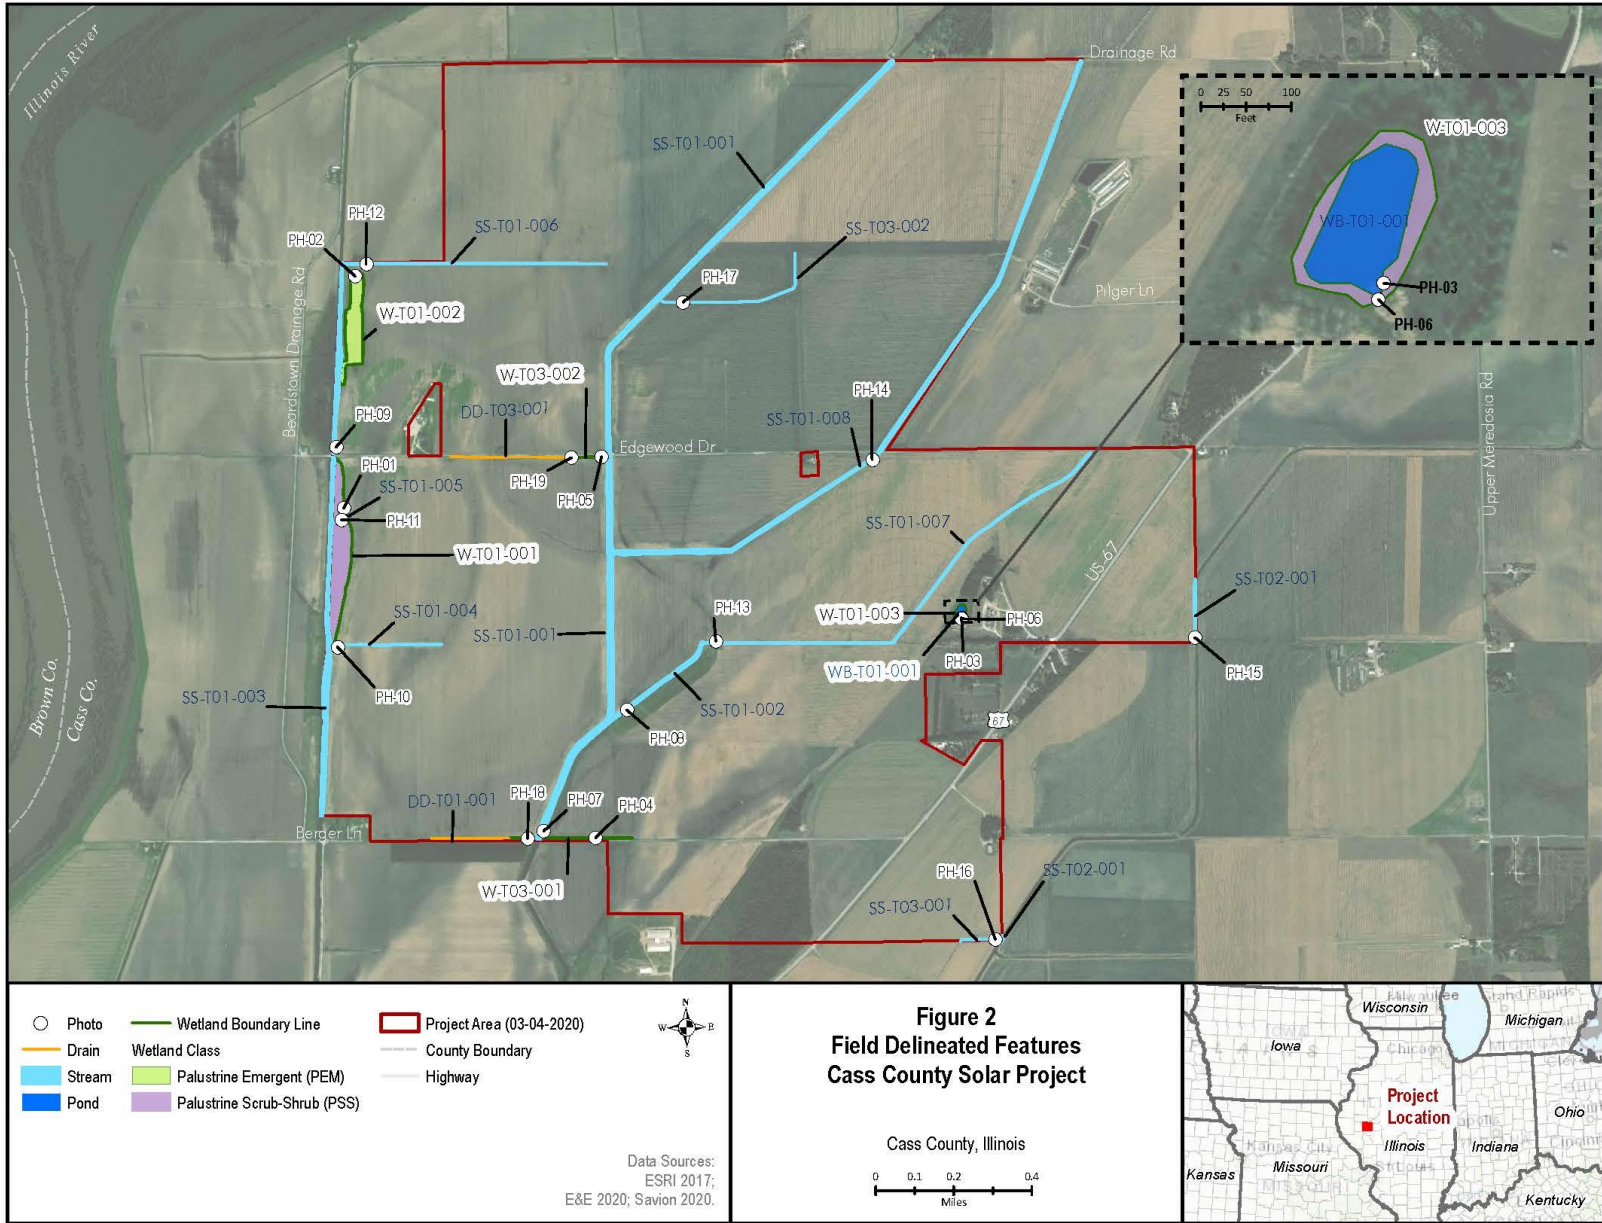 Illinois River
Drainage Rd
0 25 50 100
Feet
W-T01-003
WB-T01-001
PH-03
PH-06
SS-T01-001
PH-12
SS-T01-006
PH-02
SS-T03-002
PH-17
Pilger Ln
Beardstown Drainage Rd
W-T01-002
W-T03-002
PH-14
Upper Meredosia Rd
PH-09
DD-T03-001
SS-T01-008
Edgewood Dr
PH-01
PH-19
SS-T01-005
PH-05
PH-11
SS-T01-007
W-T01-001
US-67
SS-T02-001
SS-T01-004
PH-13
W-T01-003
PH-06
SS-T01-001
PH-03
WB-T01-001
PH-15
Brown Co.
Cass Co.
SS-T01-003
PH-10
SS-T01-002
67
PH-08
DD-T01-001
PH-18
PH-07
PH-04
Berger Ln
W-T03-001
PH-16
SS-T02-001
SS-T03-001
Photo
Drain
Stream
Pond
Wetland Boundary Line
Wetland Class
Palustrine Emergent (PEM)
Palustrine Scrub-Shrub (PSS)
Project Area (03-04-2020)
County Boundary
Highway
N
W E
S
Data Sources:
ESRI 2017;
E&E 2020; Savion 2020.
Figure 2
Field Delineated Features
Cass County Solar Project
Cass County, Illinois
0 0.1 0.2 0.4
Miles
Wisconsin
Milwaukee
Michigan
Iowa
Chicago
Project
Location
Ohio
Illinois
Indiana
Kansas City
Missouri
St Louis
Kansas
Kentucky